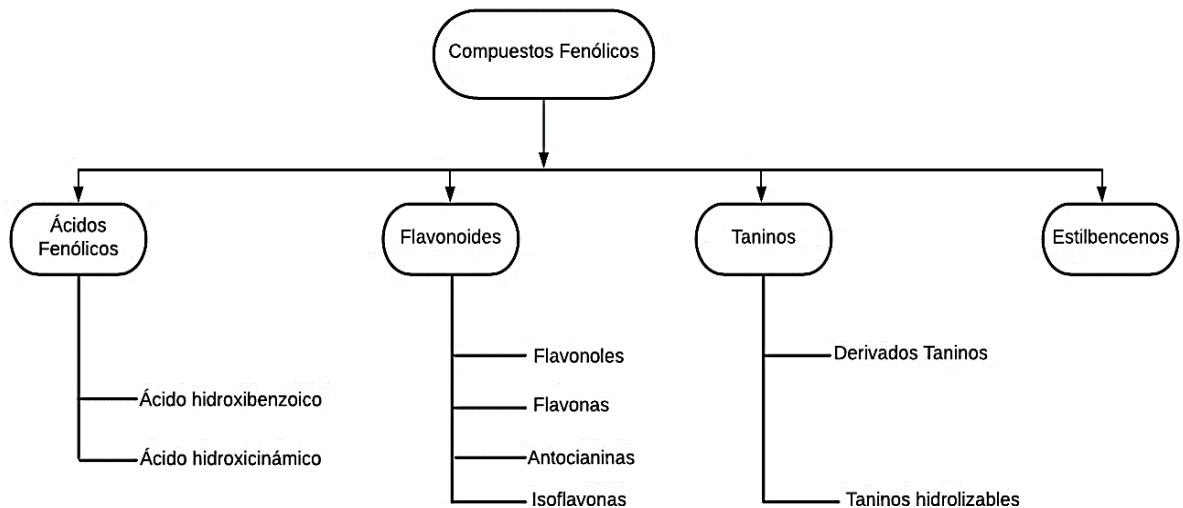 Compuestos Fenólicos
Ácidos
Fenólicos
Flavonoides
Taninos
Estilbencenos
Ácido hidroxibenzoico
Ácido hidroxicinámico
Flavonoles
Flavonas
Antocianinas
Isoflavonas
Derivados Taninos
Taninos hidrolizables